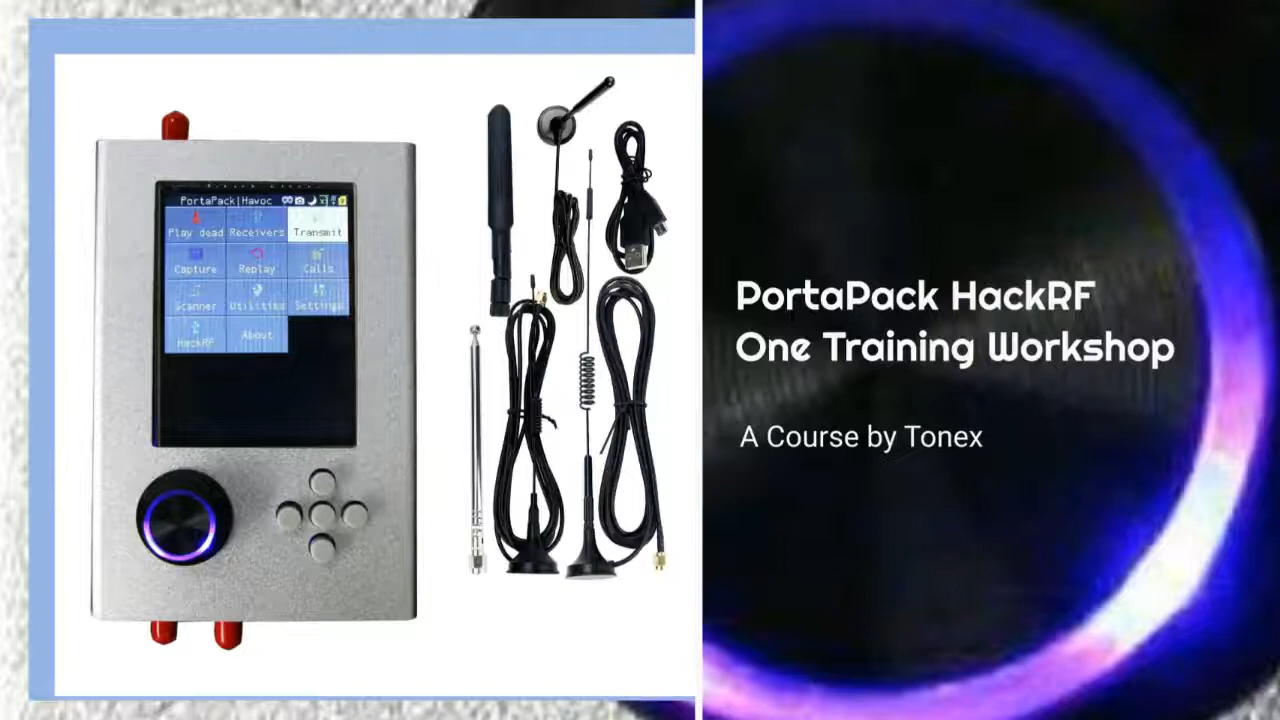 PortaPack|Havoc
Play dead Receivers Transmit
Capture Replay Calls
Scanner Utilities Settings
HackRF About
PortaPack HackRF
One Training Workshop
A Course by Tonex